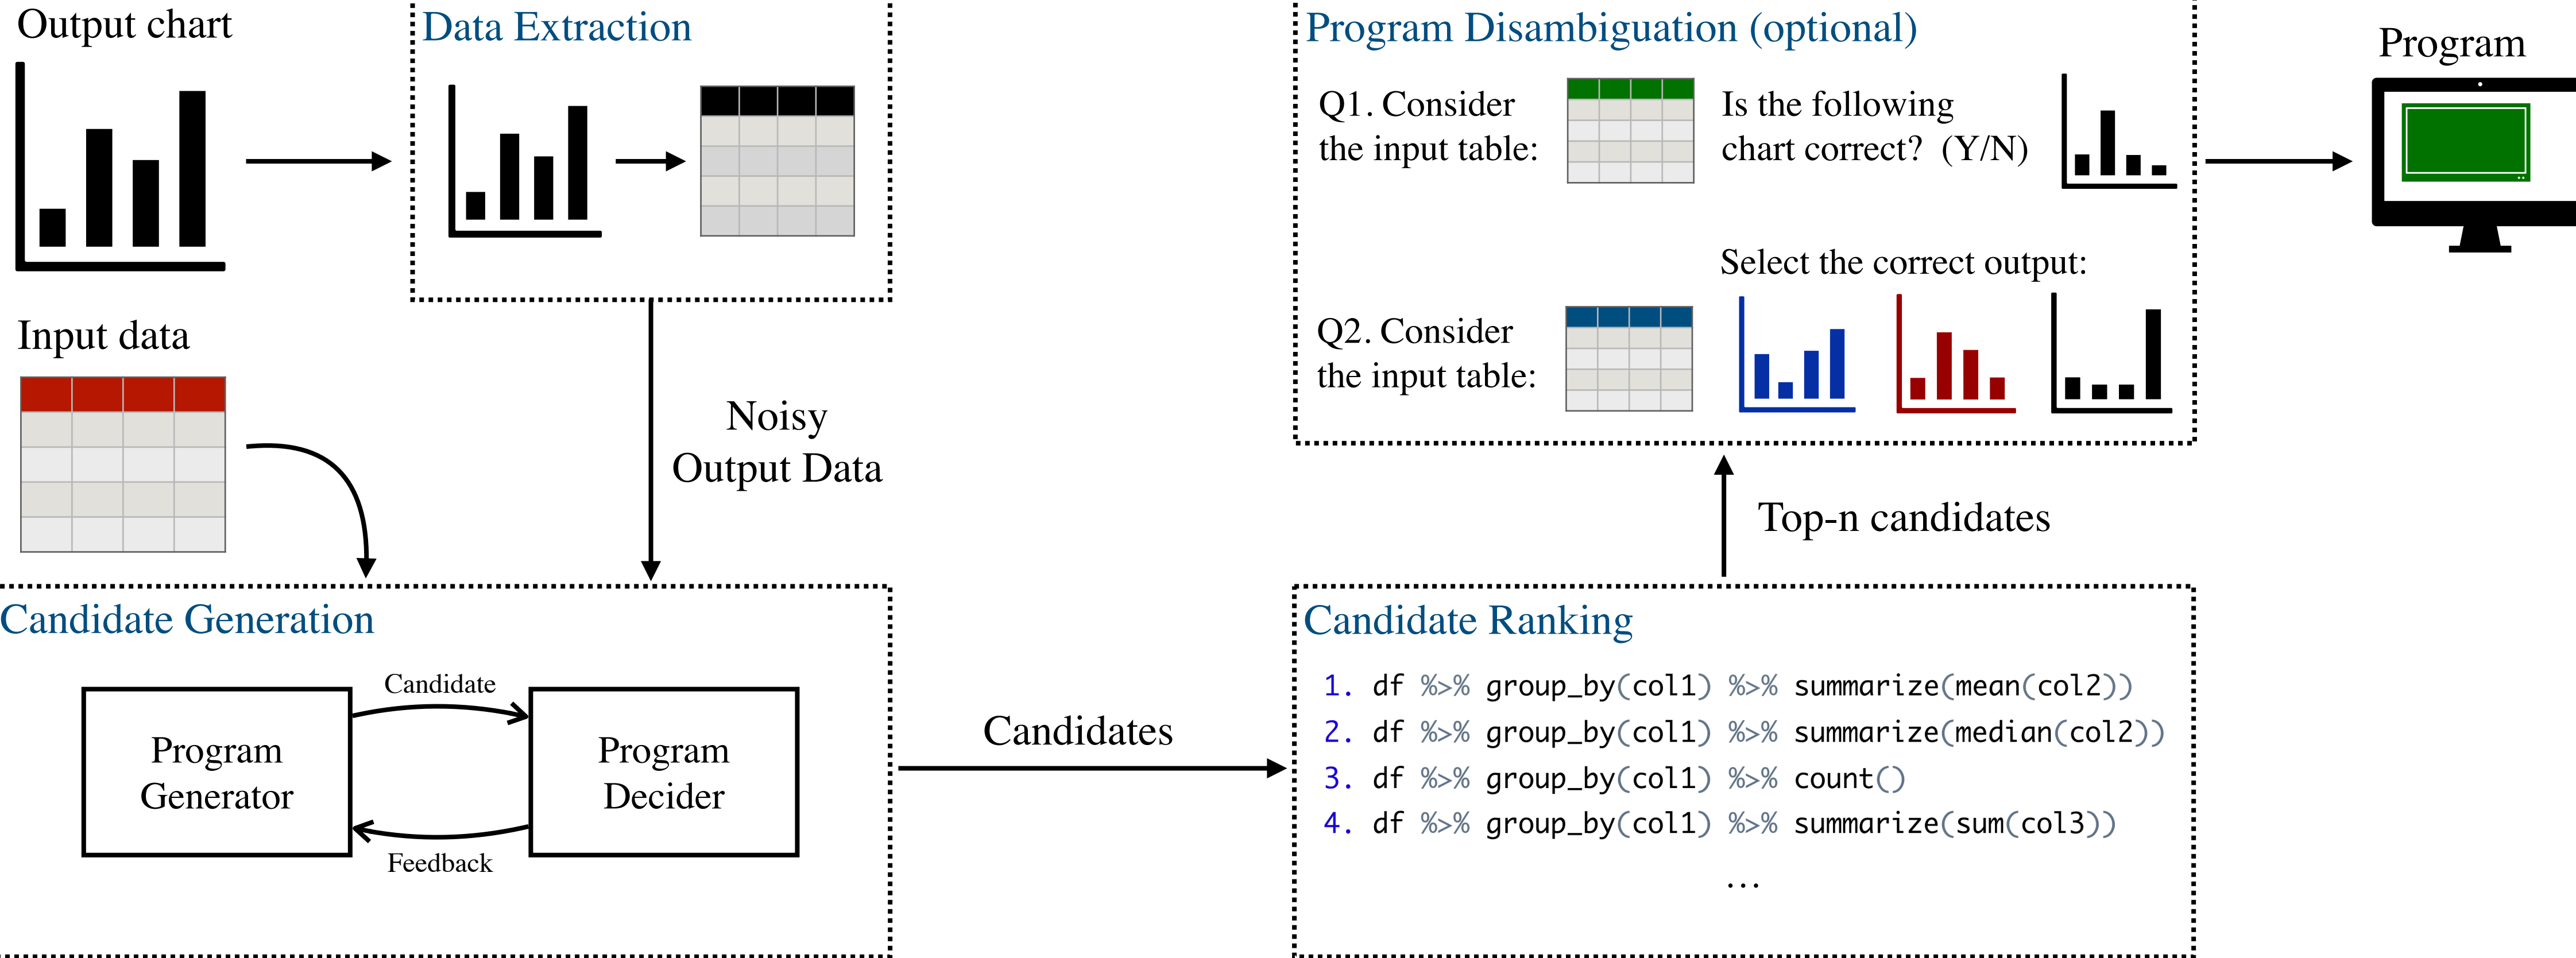 Output chart
Data Extraction
Input data
Noisy
Output Data
Candidate Generation
Program
Generator
Candidate
Feedback
Program
Decider
Candidates
Candidate Ranking
1. df %>% group_by(col1) %>% summarize(mean(col2))
2. df %>% group_by(col1) %>% summarize(median(col2))
3. df %>% group_by(col1) %>% count()
4. df %>% group_by(col1) %>% summarize(sum(col3))
...
Top-n candidates
Program Disambiguation (optional)
Q1. Consider
the input table:
Is the following
chart correct? (Y/N)
Q2. Consider
the input table:
Select the correct output:
Program